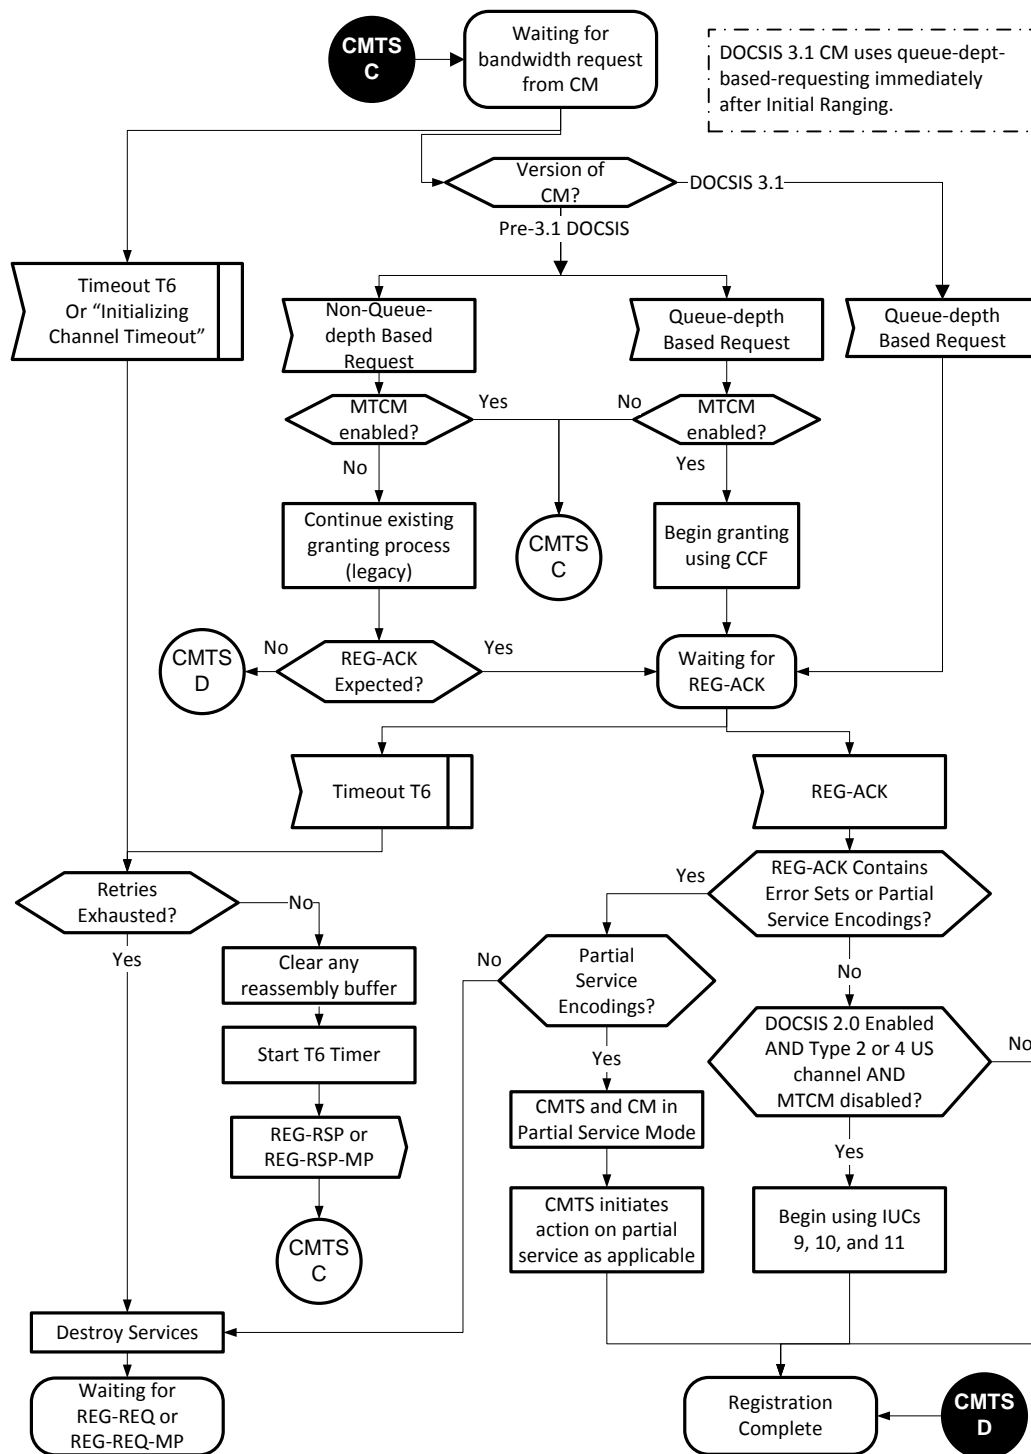 CMTS
C
Waiting for
bandwidth request
from CM
DOCSIS 3.1 CM uses queue-dept-
based-requesting immediately
after Initial Ranging.
Version of
CM?
DOCSIS 3.1
Pre-3.1 DOCSIS
Timeout T6
Or “Initializing
Channel Timeout”
Non-Queue-
depth Based
Request
Queue-depth
Based Request
Queue-depth
Based Request
MTCM
enabled?
Yes
No
MTCM
enabled?
No
Yes
Continue existing
granting process
(legacy)
CMTS
C
Begin granting
using CCF
CMTS
D
No
REG-ACK
Expected?
Yes
Waiting for
REG-ACK
Timeout T6
REG-ACK
Retries
Exhausted?
No
Yes
REG-ACK Contains
Error Sets or Partial
Service Encodings?
Yes
No
Clear any
reassembly buffer
No
Partial
Service
Encodings?
Start T6 Timer
Yes
DOCSIS 2.0 Enabled
AND Type 2 or 4 US
channel AND
MTCM disabled?
No
REG-RSP or
REG-RSP-MP
CMTS and CM in
Partial Service Mode
Yes
CMTS
C
CMTS initiates
action on partial
service as applicable
Begin using IUCs
9, 10, and 11
Destroy Services
Waiting for
REG-REQ or
REG-REQ-MP
Registration
Complete
CMTS
D